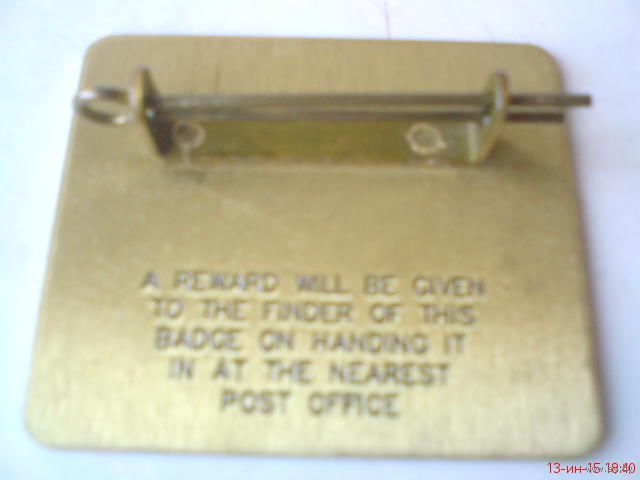 A REWARD WILL BE GIVEN
TO THE FINDER OF THIS
BADGE ON HANDING IT
IN AT THE NEAREST
POST OFFICE
13-ин-15 18:40